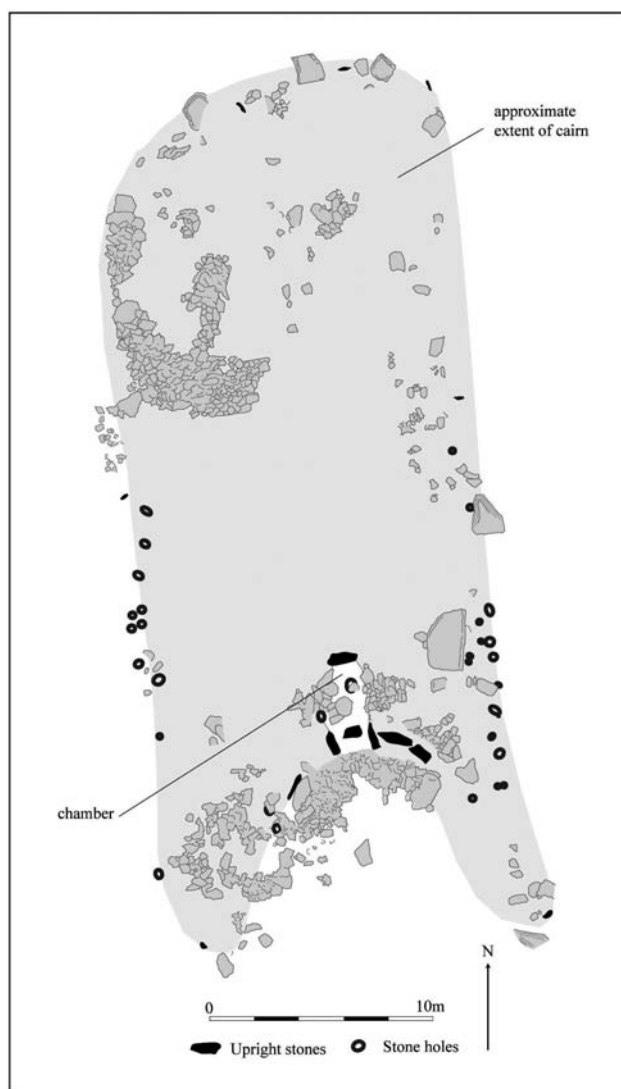 approximate
extent of cairn
chamber
N
0 10m
Upright stones Stone holes